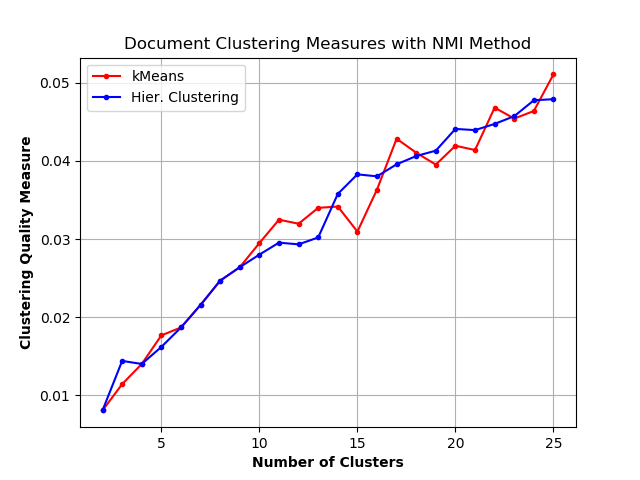 Document Clustering Measures with NMI Method
kMeans
Hier. Clustering
Clustering Quality Measure
0.05
0.04
0.03
0.02
0.01
5 10 15 20 25
Number of Clusters